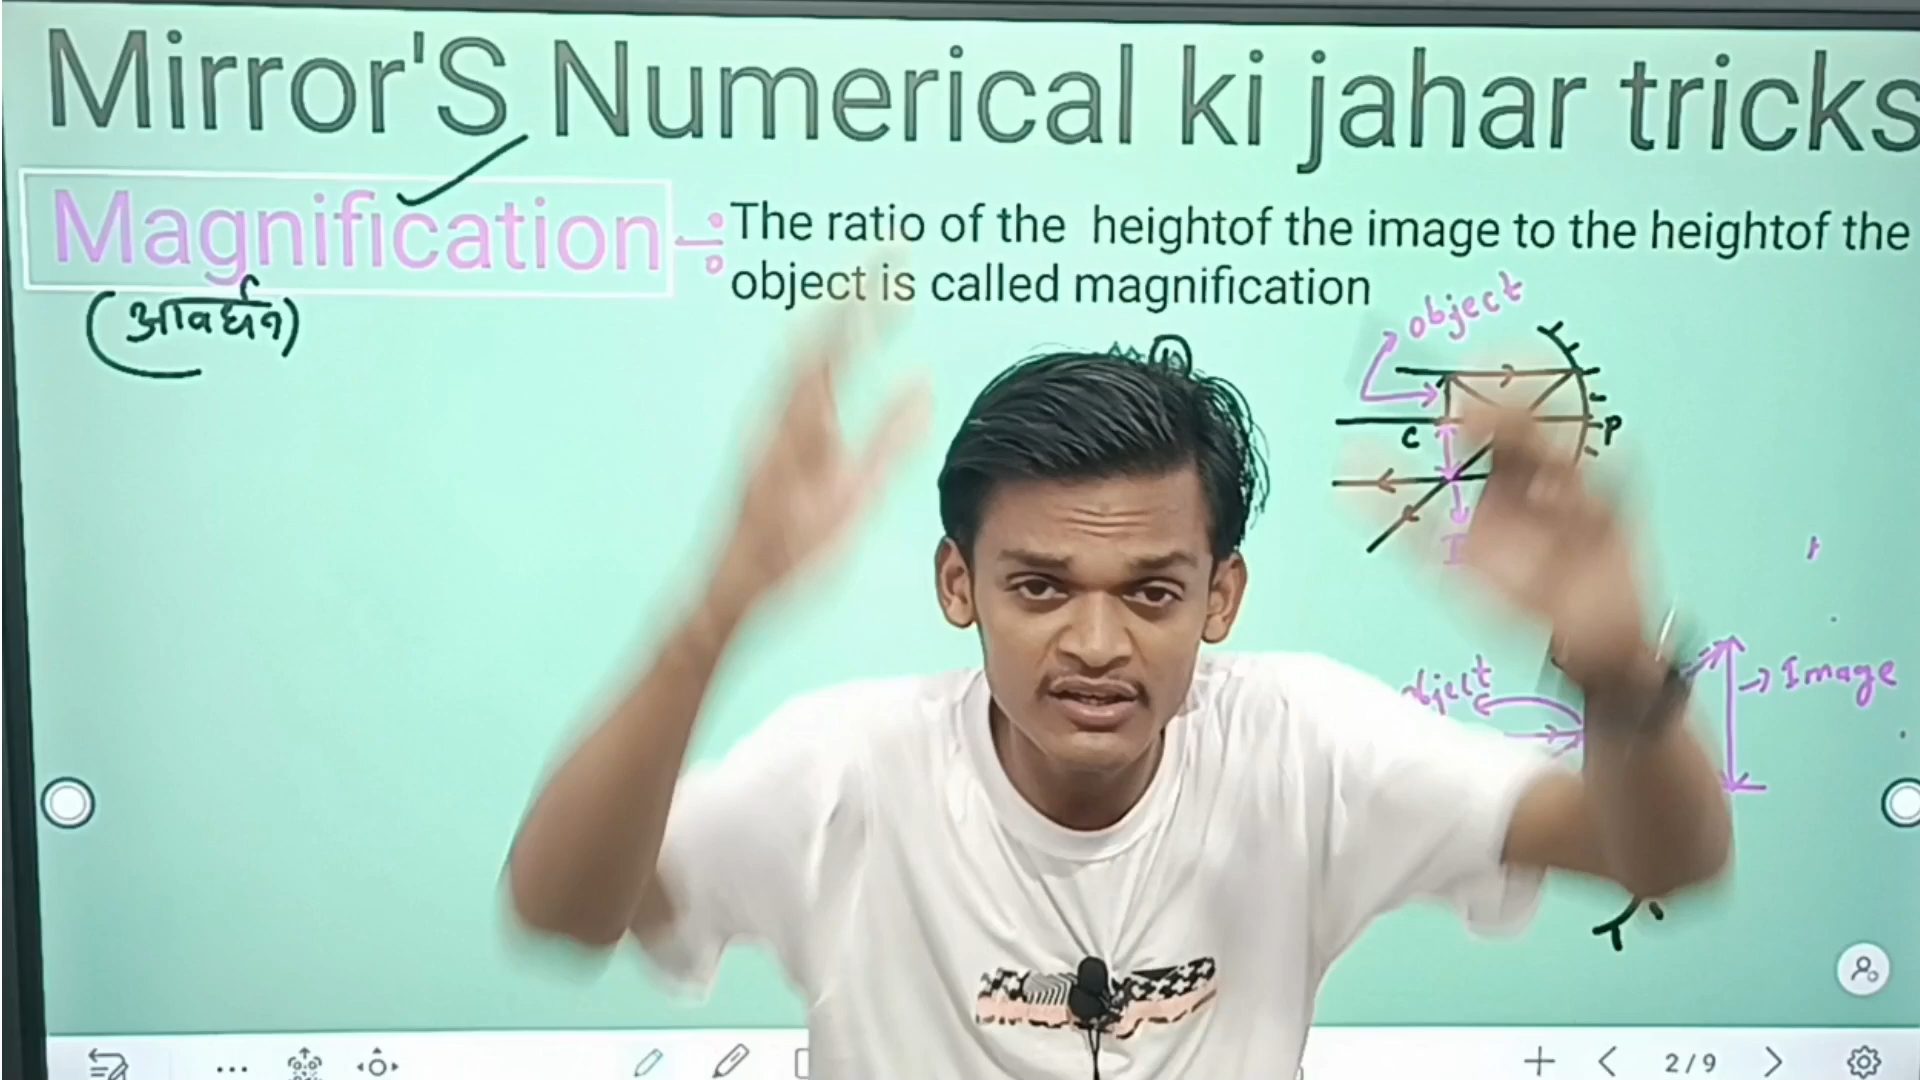 Mirror'S Numerical ki jahar tricks
Magnification
The ratio of the heightof the image to the heightof the
object is called magnification
(आवर्धन)
object
C
P
I
object
Image
2/9